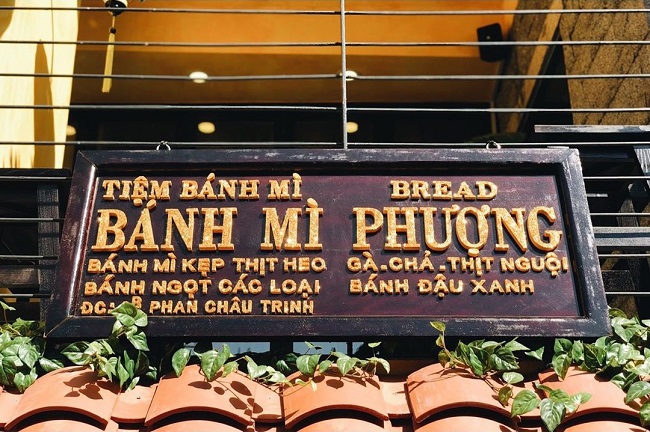 TIỆM BÁNH MÌ BREAD
BÁNH MÌ PHƯỢNG
BÁNH MÌ KẸP THỊT HEO GÀ.CHẢ.THỊT NGUỘI
BÁNH NGỌT CÁC LOẠI BÁNH ĐẬU XANH
PHAN CHÂU TRINH